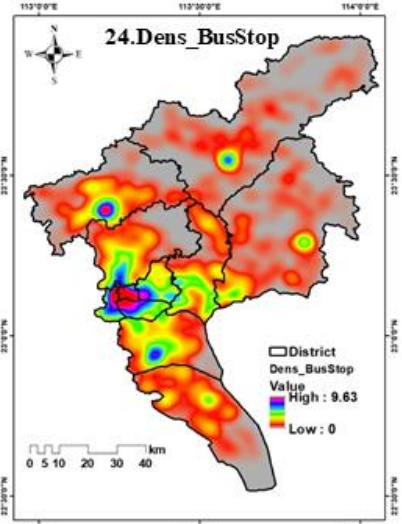 113°0'0"E 113°30'0"E 114°0'0"E
24.Dens_BusStop
N
W E
S
23°30'0"N 23°30'0"N
23°0'0"N 23°0'0"N
District
Dens_BusStop
Value
High : 9.63
Low : 0
km
0 5 10 20 30 40
22°30'0"N 22°30'0"N